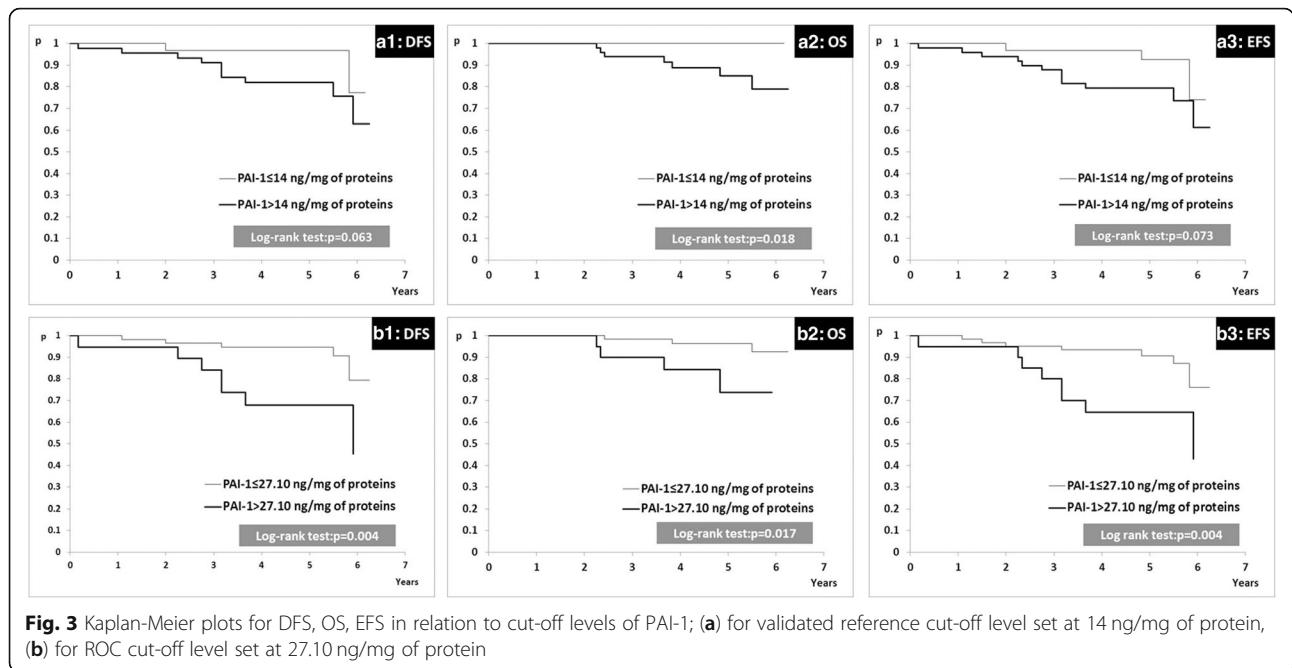 a1: DFS
p
1
0.9
0.8
0.7
0.6
0.5
0.4
0.3
0.2
0.1
0
PAI-1≤14 ng/mg of proteins
PAI-1>14 ng/mg of proteins
Log-rank test:p=0.063
0 1 2 3 4 5 6 7
Years
a2: OS
p
1
0.9
0.8
0.7
0.6
0.5
0.4
0.3
0.2
0.1
0
PAI-1≤14 ng/mg of proteins
PAI-1>14 ng/mg of proteins
Log-rank test:p=0.018
0 1 2 3 4 5 6 7
Years
a3: EFS
p
1
0.9
0.8
0.7
0.6
0.5
0.4
0.3
0.2
0.1
0
PAI-1≤14 ng/mg of proteins
PAI-1>14 ng/mg of proteins
Log-rank test:p=0.073
0 1 2 3 4 5 6 7
Years
b1: DFS
p
1
0.9
0.8
0.7
0.6
0.5
0.4
0.3
0.2
0.1
0
PAI-1≤27.10 ng/mg of proteins
PAI-1>27.10 ng/mg of proteins
Log-rank test:p=0.004
0 1 2 3 4 5 6 7
Years
b2: OS
p
1
0.9
0.8
0.7
0.6
0.5
0.4
0.3
0.2
0.1
0
PAI-1≤27.10 ng/mg of proteins
PAI-1>27.10 ng/mg of proteins
Log-rank test:p=0.017
0 1 2 3 4 5 6 7
Years
b3: EFS
p
1
0.9
0.8
0.7
0.6
0.5
0.4
0.3
0.2
0.1
0
PAI-1≤27.10 ng/mg of proteins
PAI-1>27.10 ng/mg of proteins
Log rank test:p=0.004
0 1 2 3 4 5 6 7
Years
Fig. 3 Kaplan-Meier plots for DFS, OS, EFS in relation to cut-off levels of PAI-1; (a) for validated reference cut-off level set at 14 ng/mg of protein,
(b) for ROC cut-off level set at 27.10 ng/mg of protein